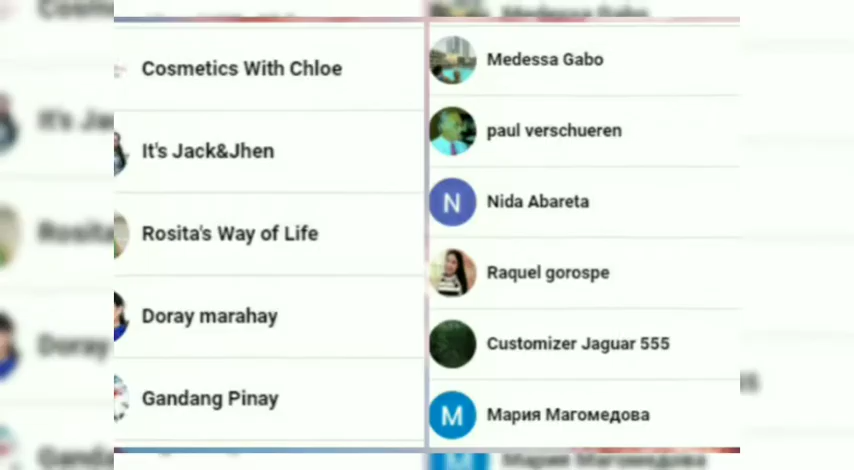 Cosmetics With Chloe
It's Jack&Jhen
Rosita's Way of Life
Doray marahay
Gandang Pinay
Medessa Gabo
paul verschueren
N
Nida Abareta
Raquel gorospe
Customizer Jaguar 555
M
Мария Магомедова